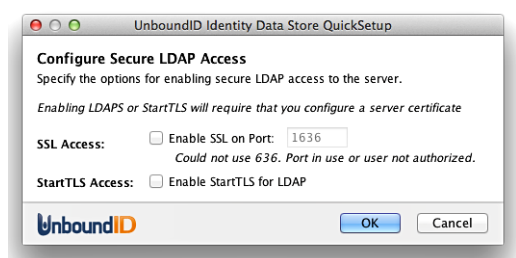 UnboundID Identity Data Store QuickSetup
Configure Secure LDAP Access
Specify the options for enabling secure LDAP access to the server.
Enabling LDAPS or StartTLS will require that you configure a server certificate
SSL Access: Enable SSL on Port: 1636
Could not use 636. Port in use or user not authorized.
StartTLS Access: Enable StartTLS for LDAP
UnboundID OK Cancel